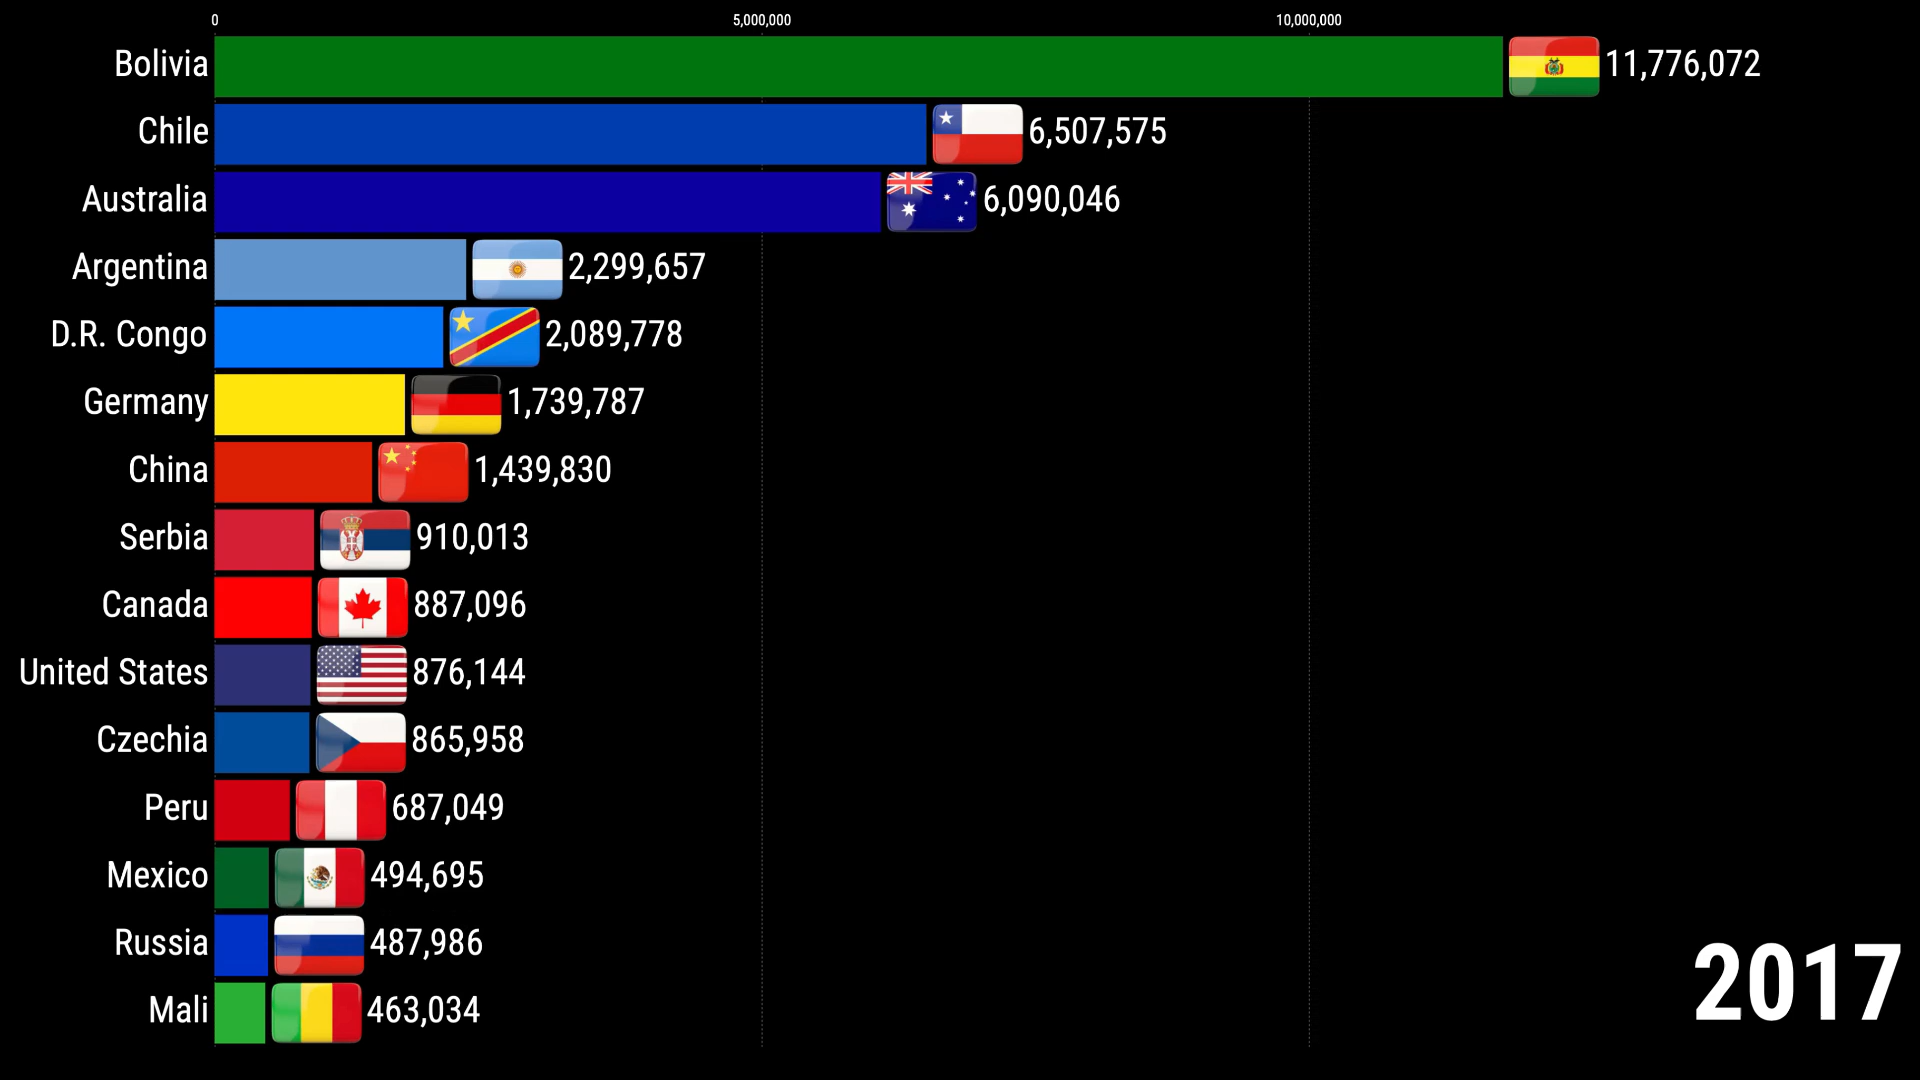 0 5,000,000 10,000,000
Bolivia 11,776,072
Chile 6,507,575
Australia 6,090,046
Argentina 2,299,657
D.R. Congo 2,089,778
Germany 1,739,787
China 1,439,830
Serbia 910,013
Canada 887,096
United States 876,144
Czechia 865,958
Peru 687,049
Mexico 494,695
Russia 487,986
Mali 463,034
2017